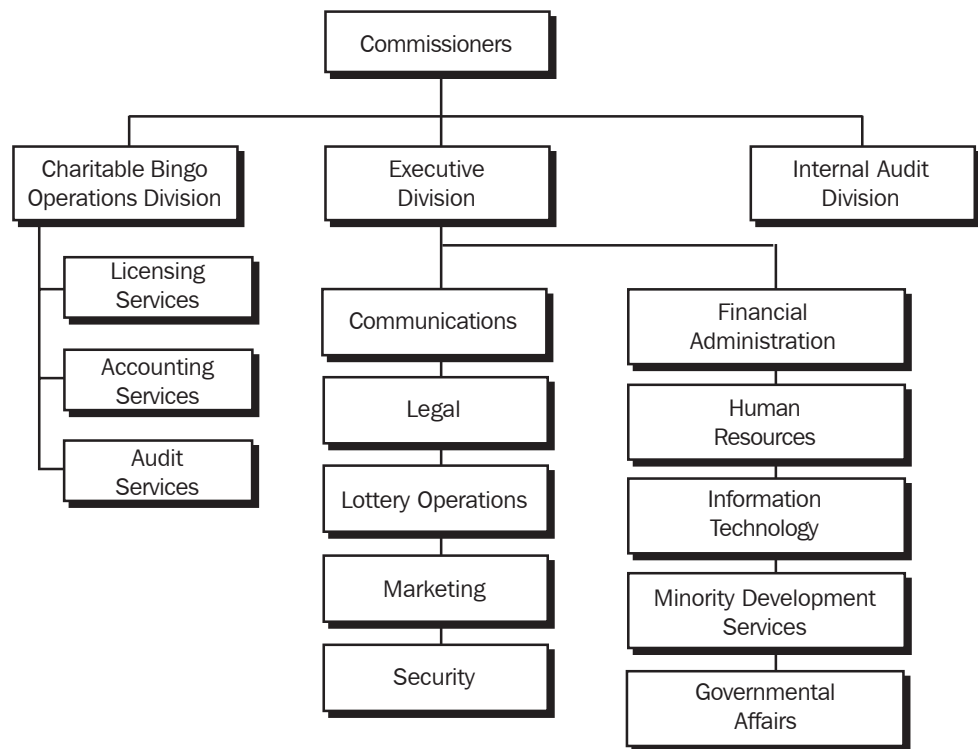 Commissioners
Charitable Bingo
Operations Division
Executive
Division
Internal Audit
Division
Licensing
Services
Accounting
Services
Audit
Services
Communications
Legal
Lottery Operations
Marketing
Security
Financial
Administration
Human
Resources
Information
Technology
Minority Development
Services
Governmental
Affairs